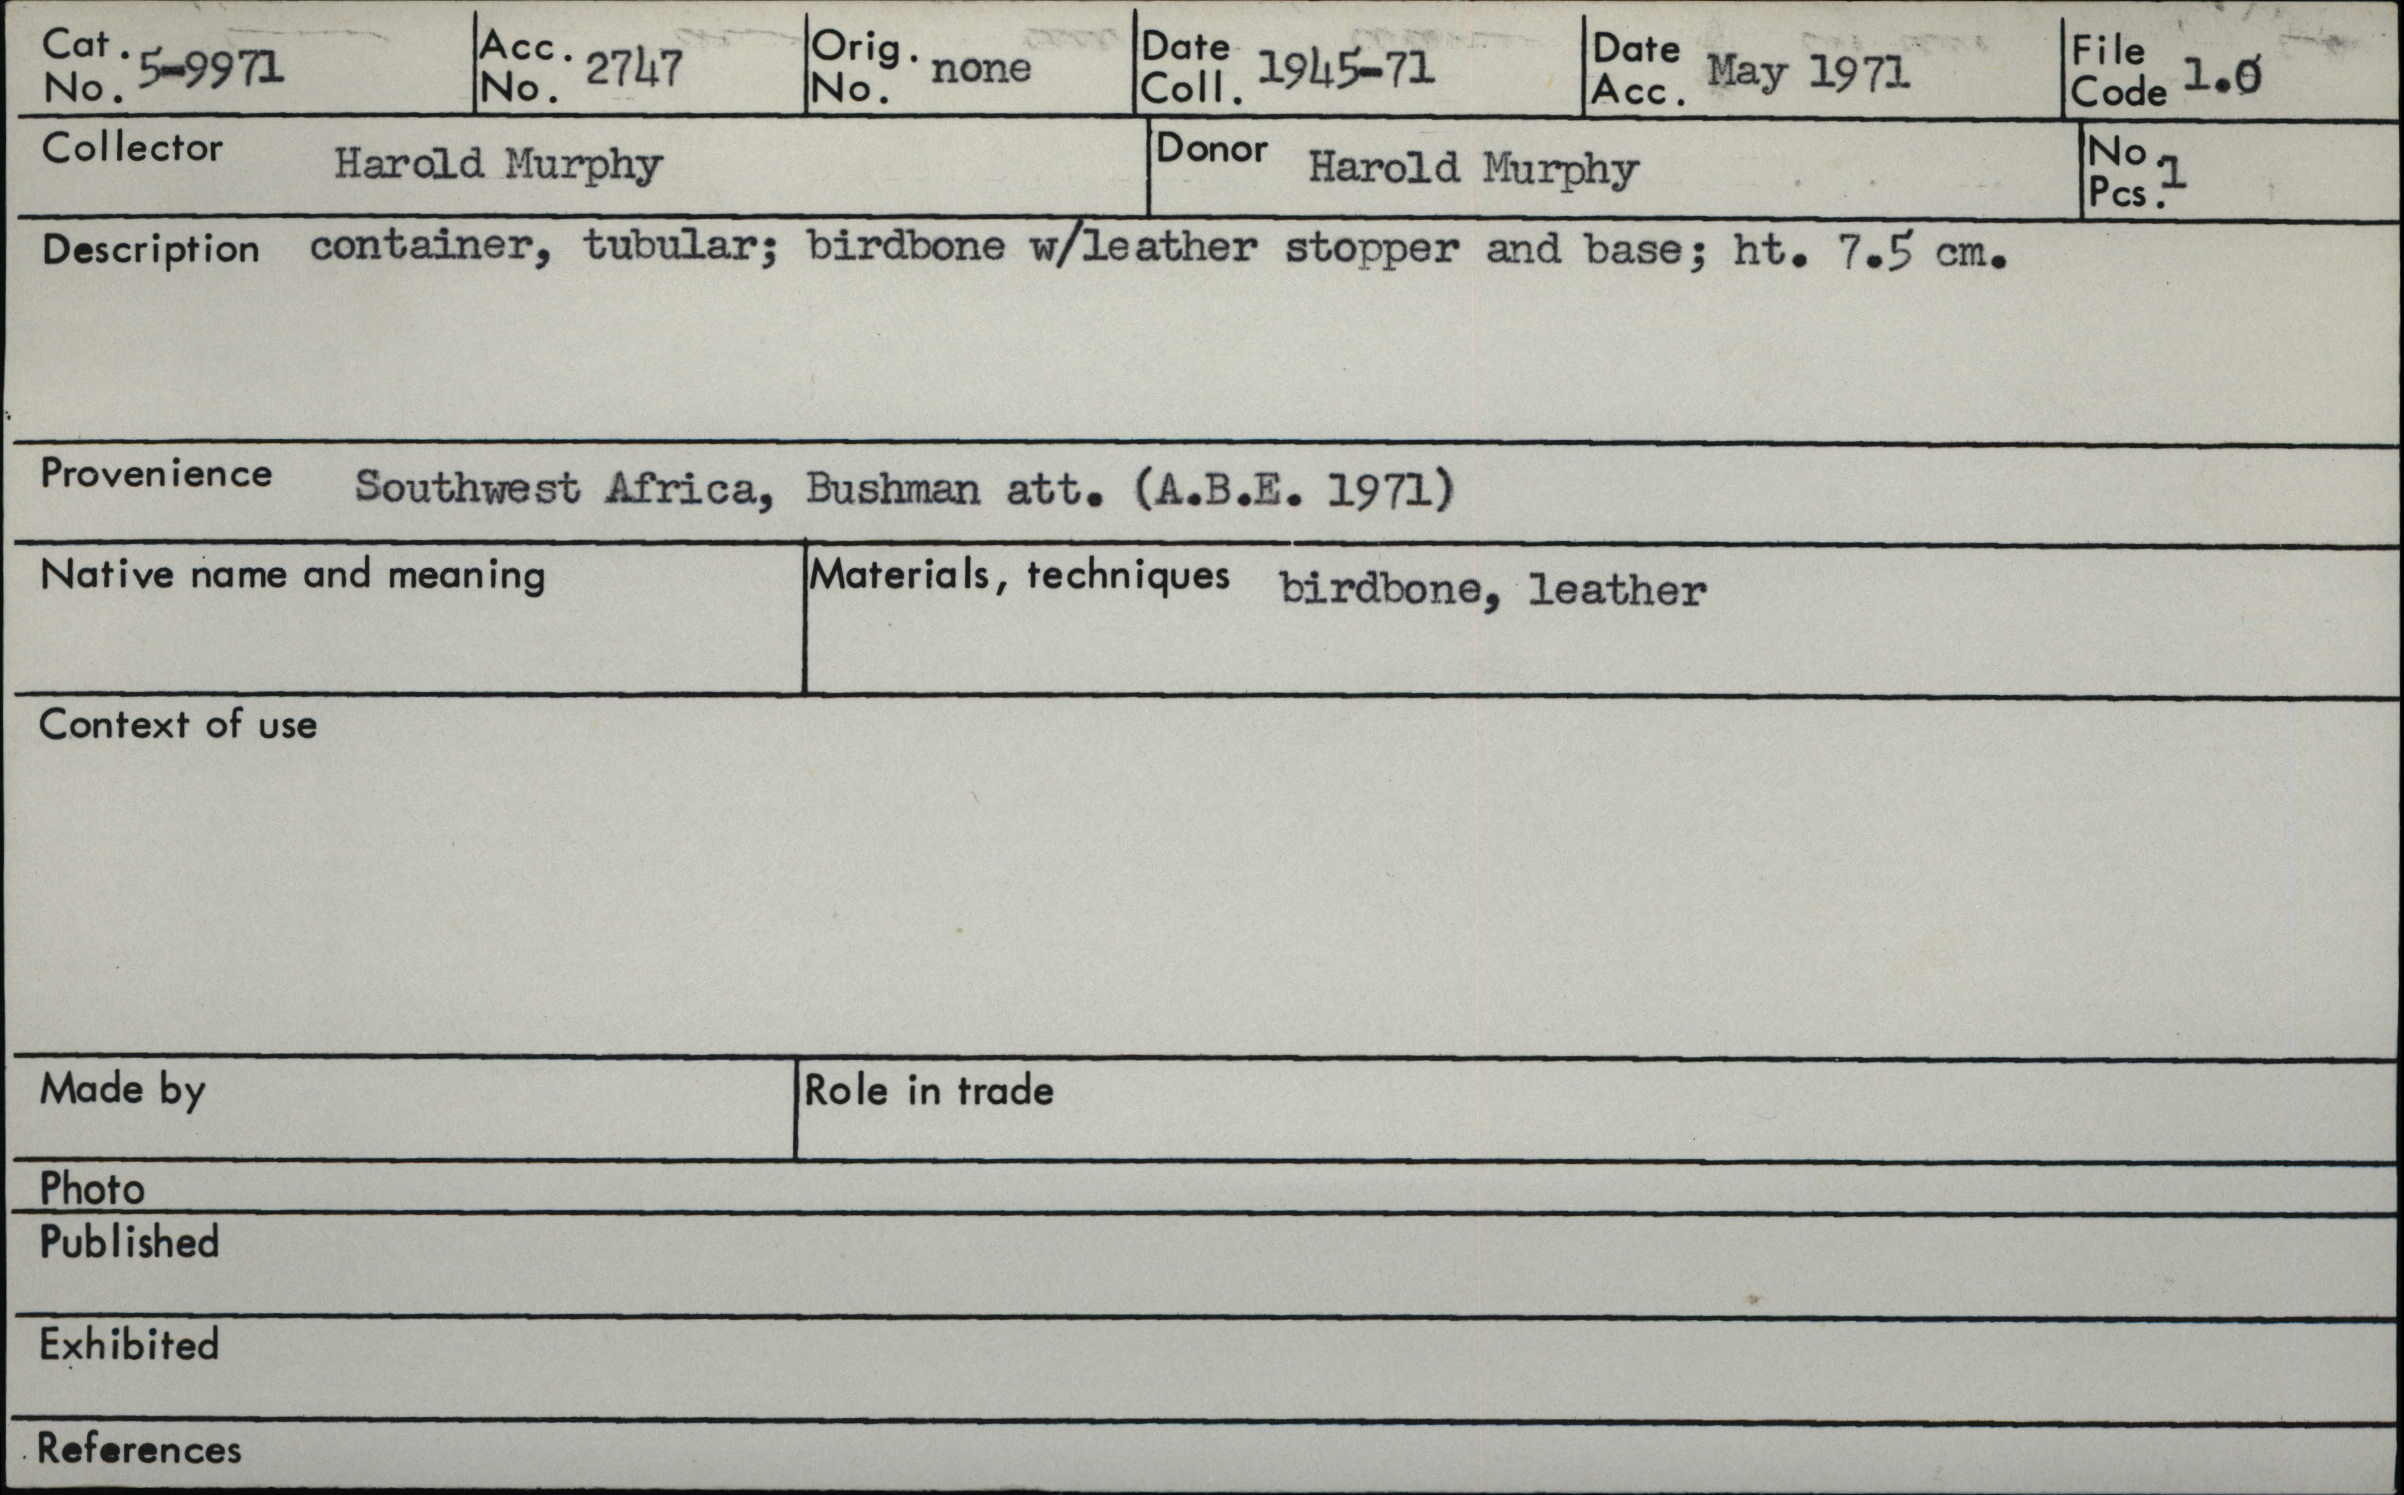 Cat. No. 5-9971 Acc. No. 2747 Orig. No. none Date Coll. 1945-71 Date Acc. May 1971 File Code 1.0
Collector Harold Murphy Donor Harold Murphy No. Pcs. 1
Description container, tubular; birdbone w/leather stopper and base; ht. 7.5 cm.
Provenience Southwest Africa, Bushman att. (A.B.E. 1971)
Native name and meaning Materials, techniques birdbone, leather
Context of use
Made by Role in trade
Photo
Published
Exhibited
References